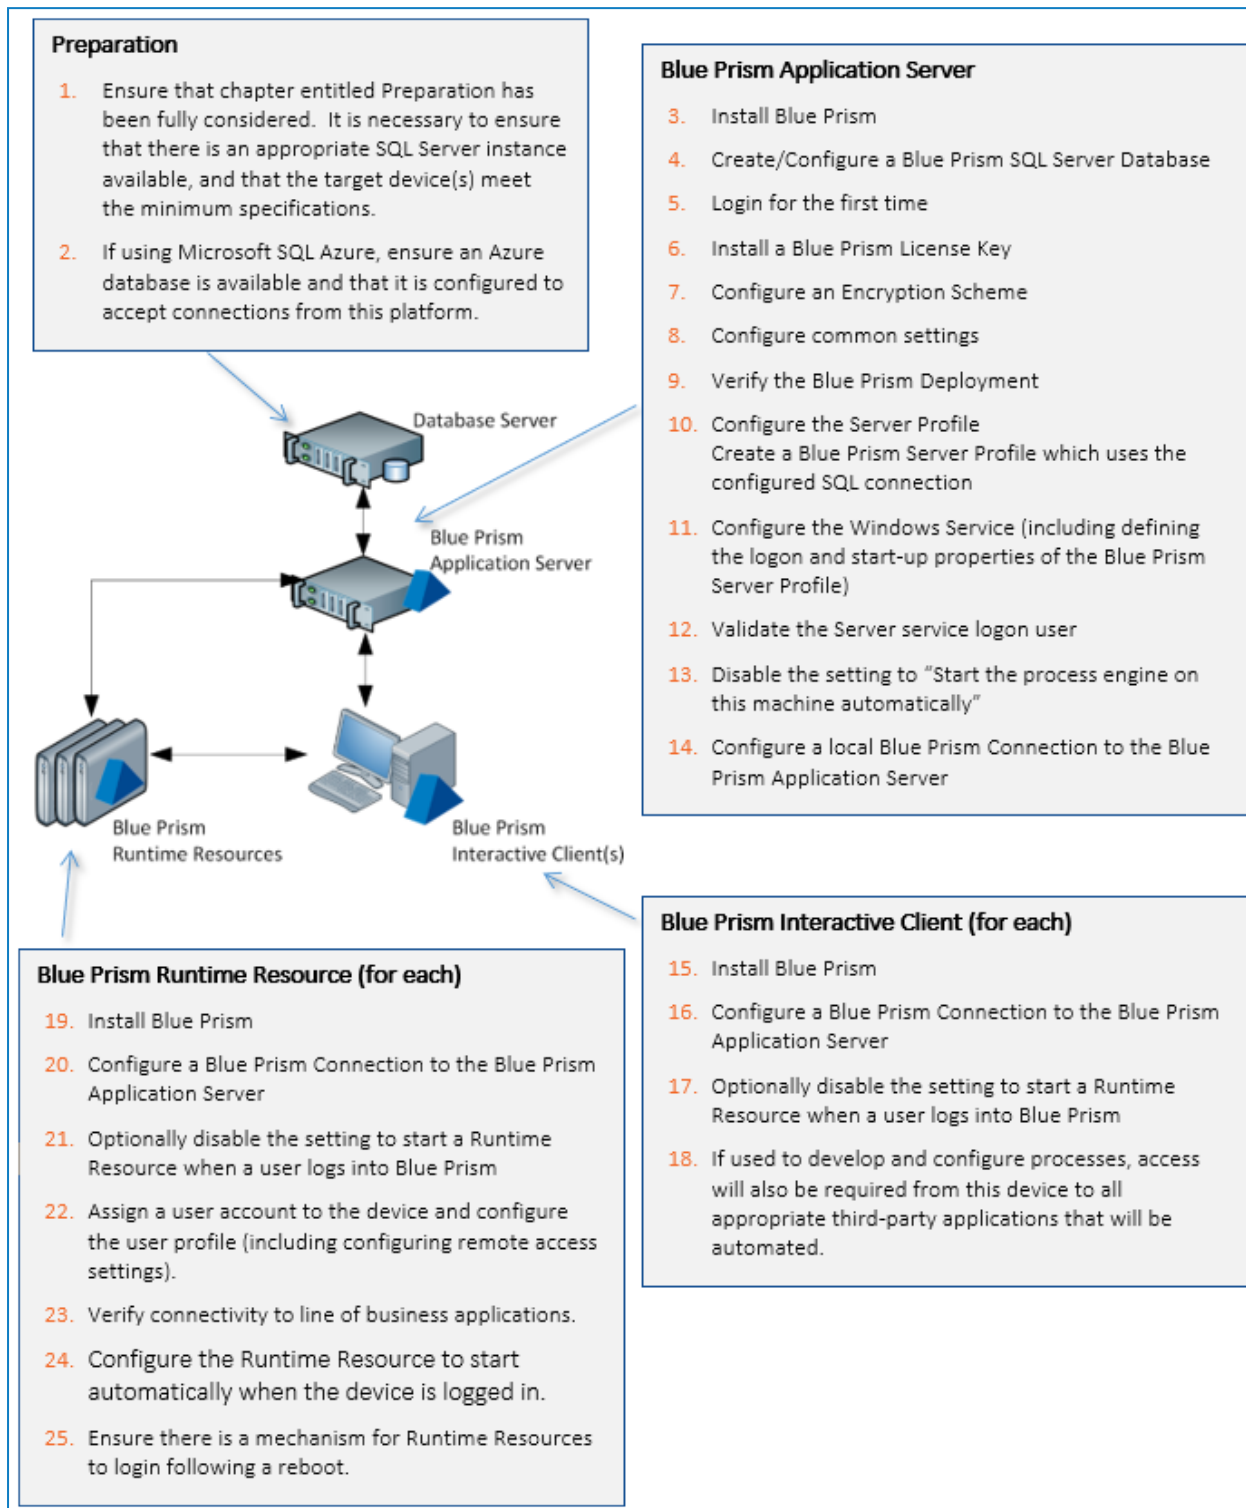 Preparation
1. Ensure that chapter entitled Preparation has
been fully considered. It is necessary to ensure
that there is an appropriate SQL Server instance
available, and that the target device(s) meet
the minimum specifications.
2. If using Microsoft SQL Azure, ensure an Azure
database is available and that it is configured to
accept connections from this platform.
Blue Prism Application Server
3. Install Blue Prism
4. Create/Configure a Blue Prism SQL Server Database
5. Login for the first time
6. Install a Blue Prism License Key
7. Configure an Encryption Scheme
8. Configure common settings
9. Verify the Blue Prism Deployment
10. Configure the Server Profile
Create a Blue Prism Server Profile which uses the
configured SQL connection
11. Configure the Windows Service (including defining
the logon and start-up properties of the Blue Prism
Server Profile)
12. Validate the Server service logon user
13. Disable the setting to “Start the process engine on
this machine automatically”
14. Configure a local Blue Prism Connection to the Blue
Prism Application Server
Database Server
Blue Prism
Application Server
Blue Prism
Runtime Resources
Blue Prism
Interactive Client(s)
Blue Prism Interactive Client (for each)
15. Install Blue Prism
16. Configure a Blue Prism Connection to the Blue Prism
Application Server
17. Optionally disable the setting to start a Runtime
Resource when a user logs into Blue Prism
18. If used to develop and configure processes, access
will also be required from this device to all
appropriate third-party applications that will be
automated.
Blue Prism Runtime Resource (for each)
19. Install Blue Prism
20. Configure a Blue Prism Connection to the Blue Prism
Application Server
21. Optionally disable the setting to start a Runtime
Resource when a user logs into Blue Prism
22. Assign a user account to the device and configure
the user profile (including configuring remote access
settings).
23. Verify connectivity to line of business applications.
24. Configure the Runtime Resource to start
automatically when the device is logged in.
25. Ensure there is a mechanism for Runtime Resources
to login following a reboot.